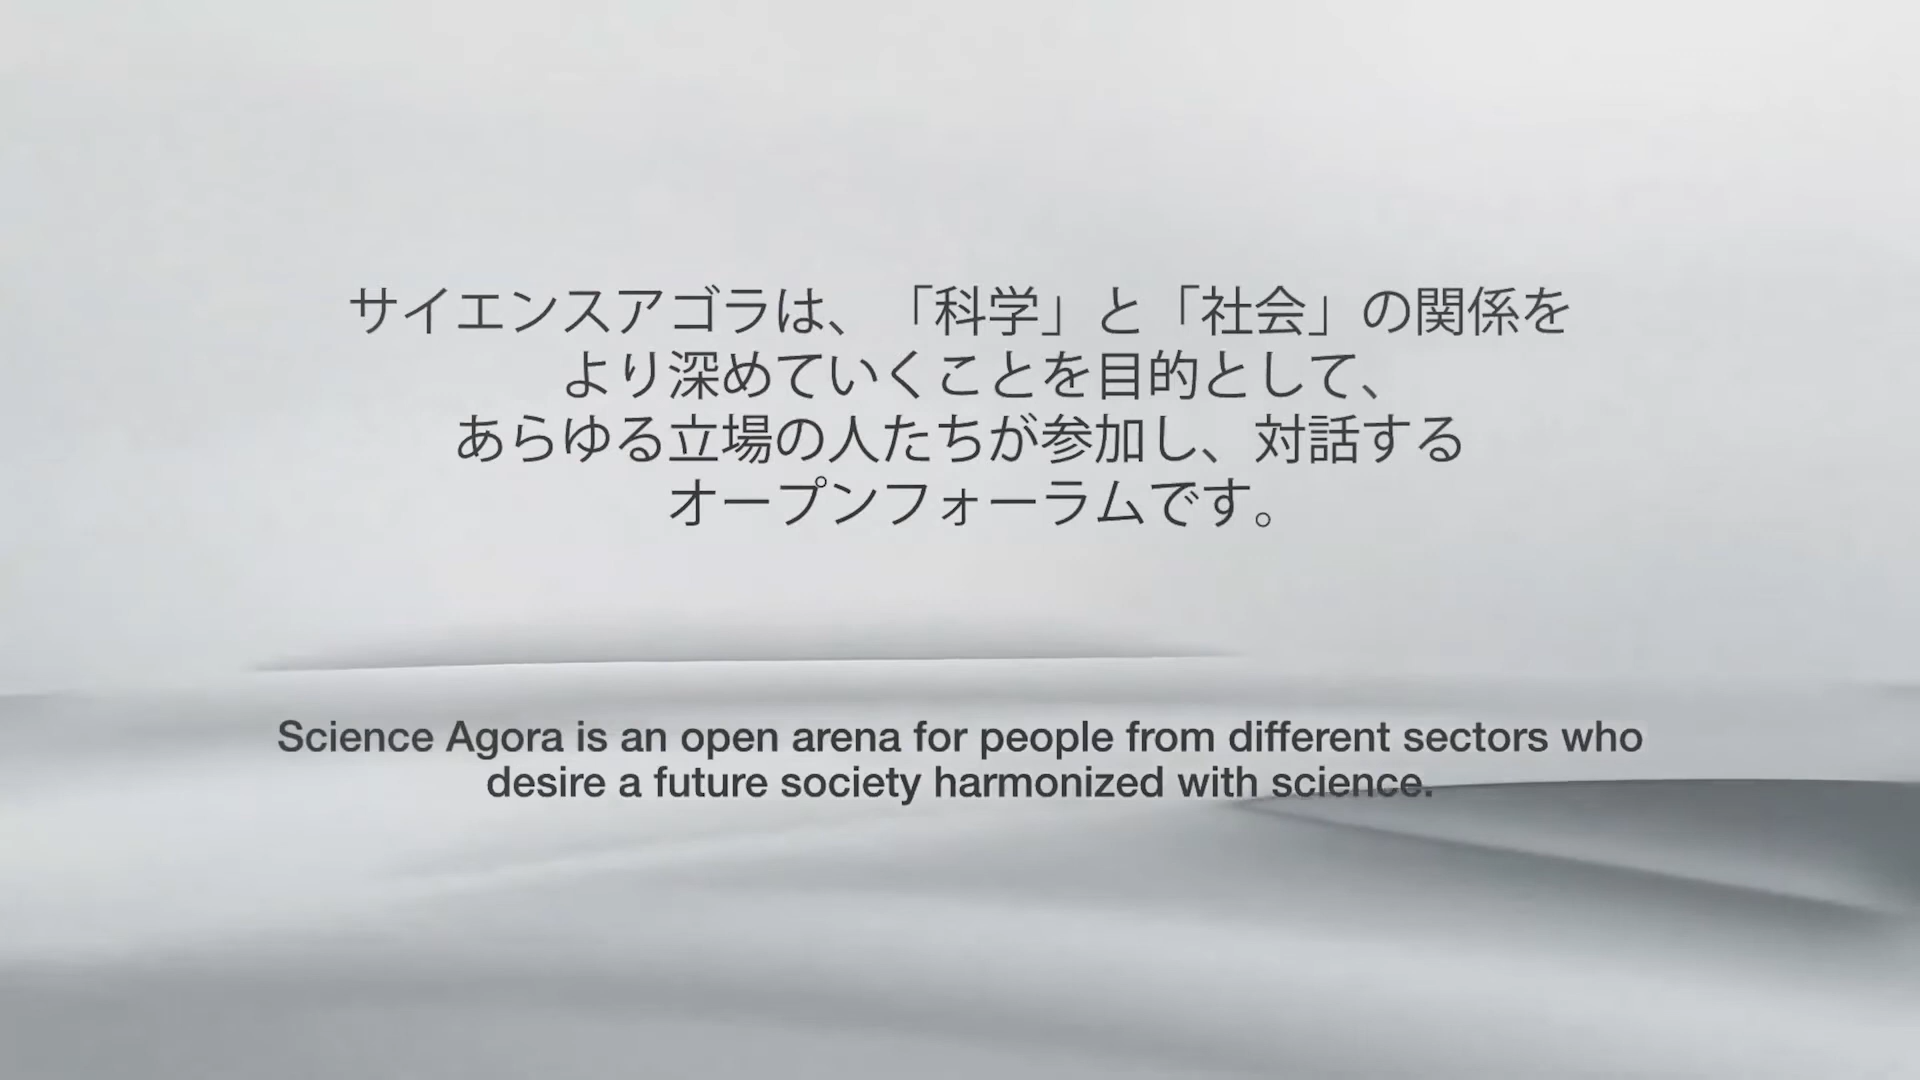 サイエンスアゴラは、「科学」と「社会」の関係を
より深めていくことを目的として、
あらゆる立場の人たちが参加し、対話する
オープンフォーラムです。
Science Agora is an open arena for people from different sectors who
desire a future society harmonized with science.